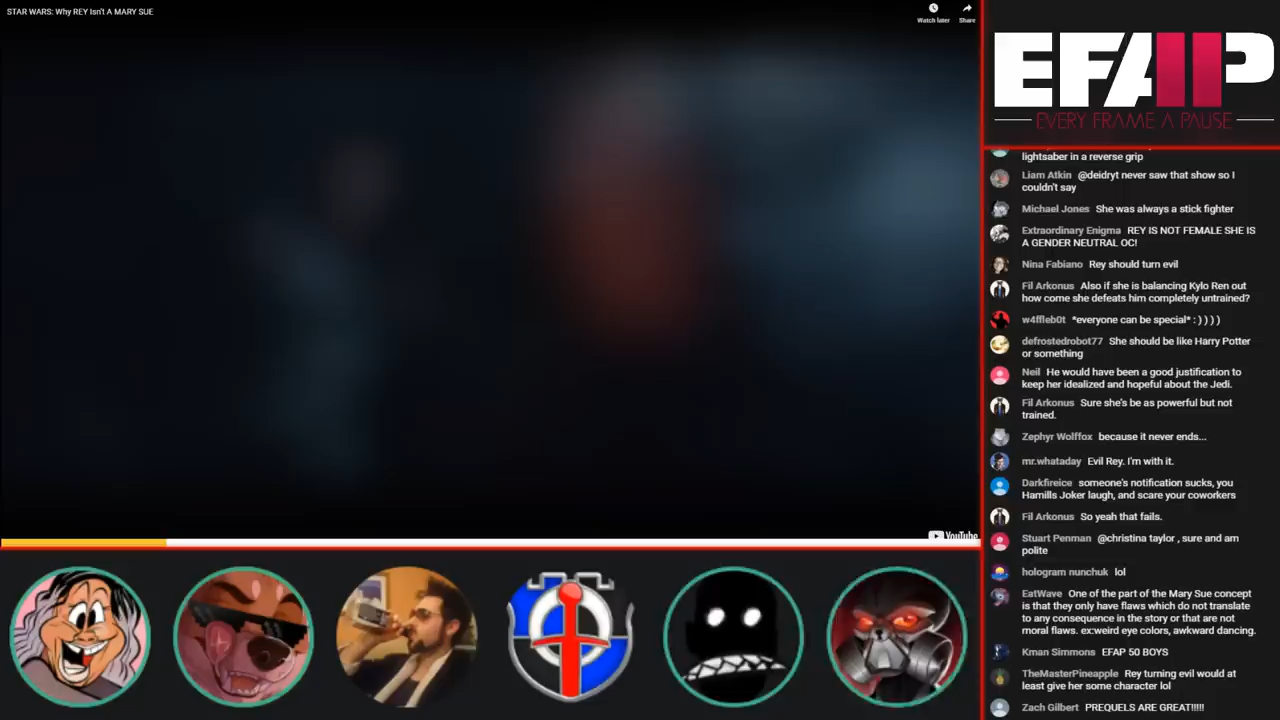 STAR WARS: Why REY Isn't A MARY SUE
Watch later
Share
YouTube
EFAP
EVERY FRAME A PAUSE
lightsaber in a reverse grip
Liam Atkin @deidryt never saw that show so I
couldn't say
Michael Jones She was always a stick fighter
Extraordinary Enigma REY IS NOT FEMALE SHE IS
A GENDER NEUTRAL OC!
Nina Fabiano Rey should turn evil
Fil Arkonus Also if she is balancing Kylo Ren out
how come she defeats him completely untrained?
w4ffleb0t *everyone can be special* : ) ) ) )
defrostedrobot77 She should be like Harry Potter
or something
Neil He would have been a good justification to
keep her idealized and hopeful about the Jedi.
Fil Arkonus Sure she's be as powerful but not
trained.
Zephyr Wolffox because it never ends...
mr.whataday Evil Rey. I'm with it.
Darkfireice someone's notification sucks, you
Hamills Joker laugh, and scare your coworkers
Fil Arkonus So yeah that fails.
Stuart Penman @christina taylor , sure and am
polite
hologram nunchuk lol
EatWave One of the part of the Mary Sue concept
is that they only have flaws which do not translate
to any consequence in the story or that are not
moral flaws. ex:weird eye colors, awkward dancing.
Kman Simmons EFAP 50 BOYS
TheMasterPineapple Rey turning evil would at
least give her some character lol
Zach Gilbert PREQUELS ARE GREAT!!!!!